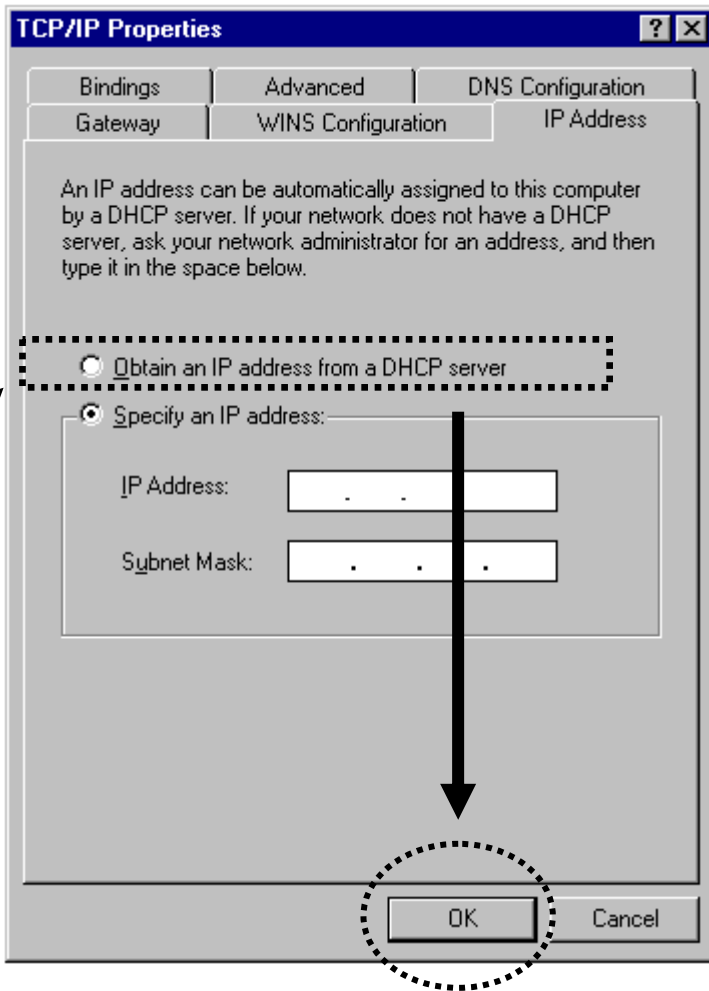 TCP/IP Properties ? X
Bindings Advanced DNS Configuration
Gateway WINS Configuration IP Address
An IP address can be automatically assigned to this computer
by a DHCP server. If your network does not have a DHCP
server, ask your network administrator for an address, and then
type it in the space below.
Obtain an IP address from a DHCP server
Specify an IP address:
IP Address: . .
Subnet Mask: . . .
OK Cancel